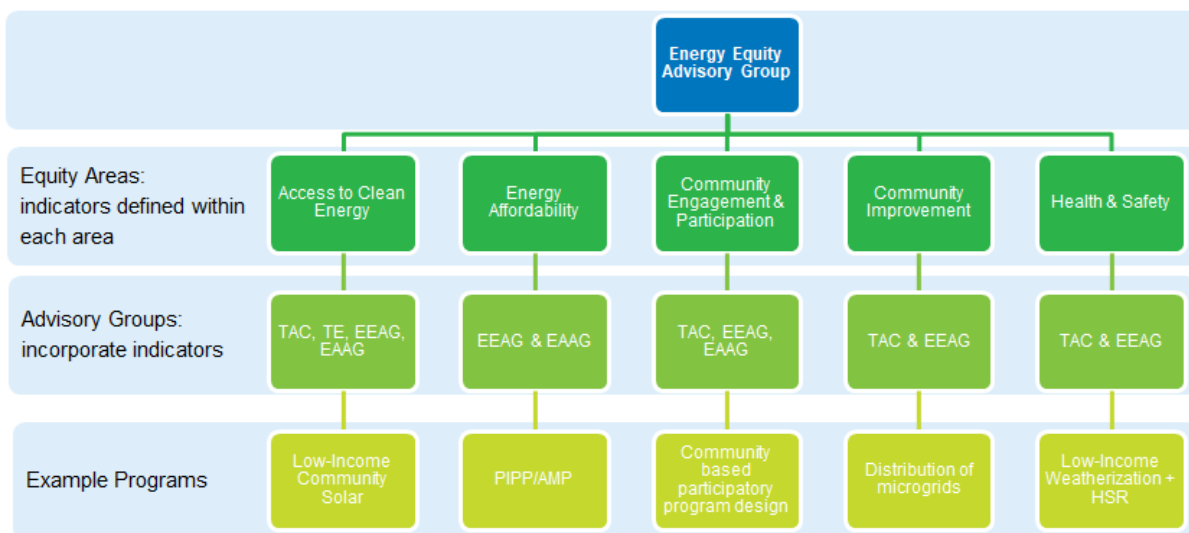 Energy Equity
Advisory Group
Equity Areas:
indicators defined within
each area
Access to Clean
Energy
Energy
Affordability
Community
Engagement &
Participation
Community
Improvement
Health & Safety
Advisory Groups:
incorporate indicators
TAC, TE, EEAG,
EAAG
EEAG & EAAG
TAC, EEAG,
EAAG
TAC & EEAG
TAC & EEAG
Example Programs
Low-Income
Community
Solar
PIPP/AMP
Community
based
participatory
program design
Distribution of
microgrids
Low-Income
Weatherization +
HSR